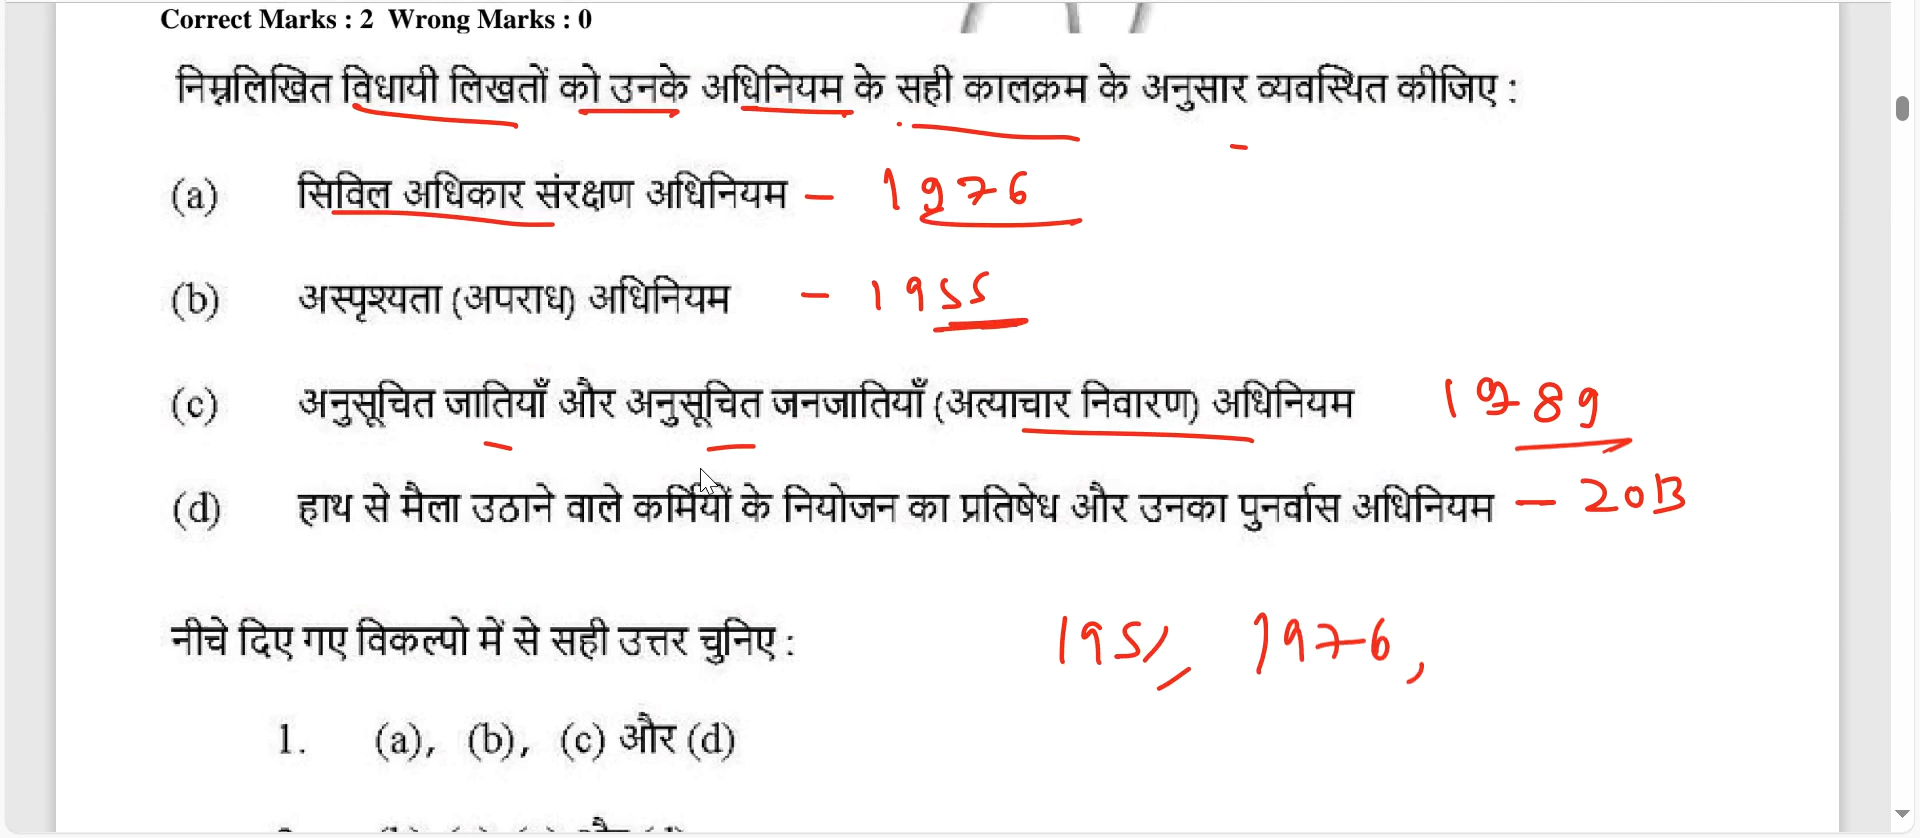 Correct Marks : 2 Wrong Marks : 0
निम्नलिखित विधायी लिखतों को उनके अधिनियम के सही कालक्रम के अनुसार व्यवस्थित कीजिए :
(a) सिविल अधिकार संरक्षण अधिनियम – 1976
(b) अस्पृश्यता (अपराध) अधिनियम – 1955
(c) अनुसूचित जातियाँ और अनुसूचित जनजातियाँ (अत्याचार निवारण) अधिनियम 1989
(d) हाथ से मैला उठाने वाले कर्मियों के नियोजन का प्रतिषेध और उनका पुनर्वास अधिनियम – 2013
नीचे दिए गए विकल्पो में से सही उत्तर चुनिए : 1976,
1. (a), (b), (c) और (d)